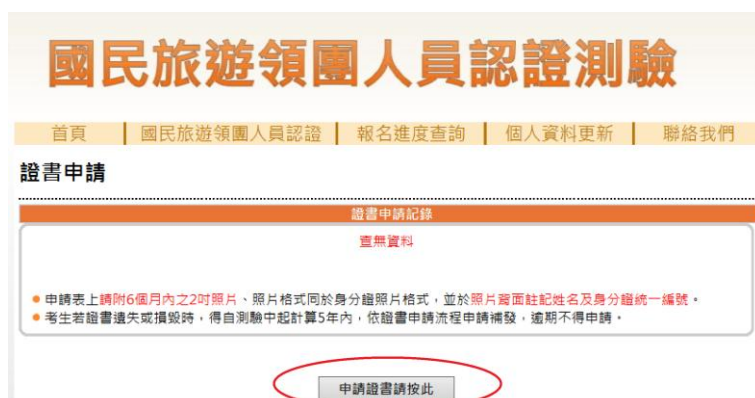 國民旅遊領團人員認證測驗
首頁 國民旅遊領團人員認證 報名進度查詢 個人資料更新 聯絡我們
證書申請
證書申請記錄
查無資料
申請表上請附6個月內之2吋照片、照片格式同於身分證照片格式，並於照片背面註記姓名及身分證統一編號。
考生若證書遺失或損毀時，得自測驗中起計算5年內，依證書申請流程申請補發，逾期不得申請。
申請證書請按此